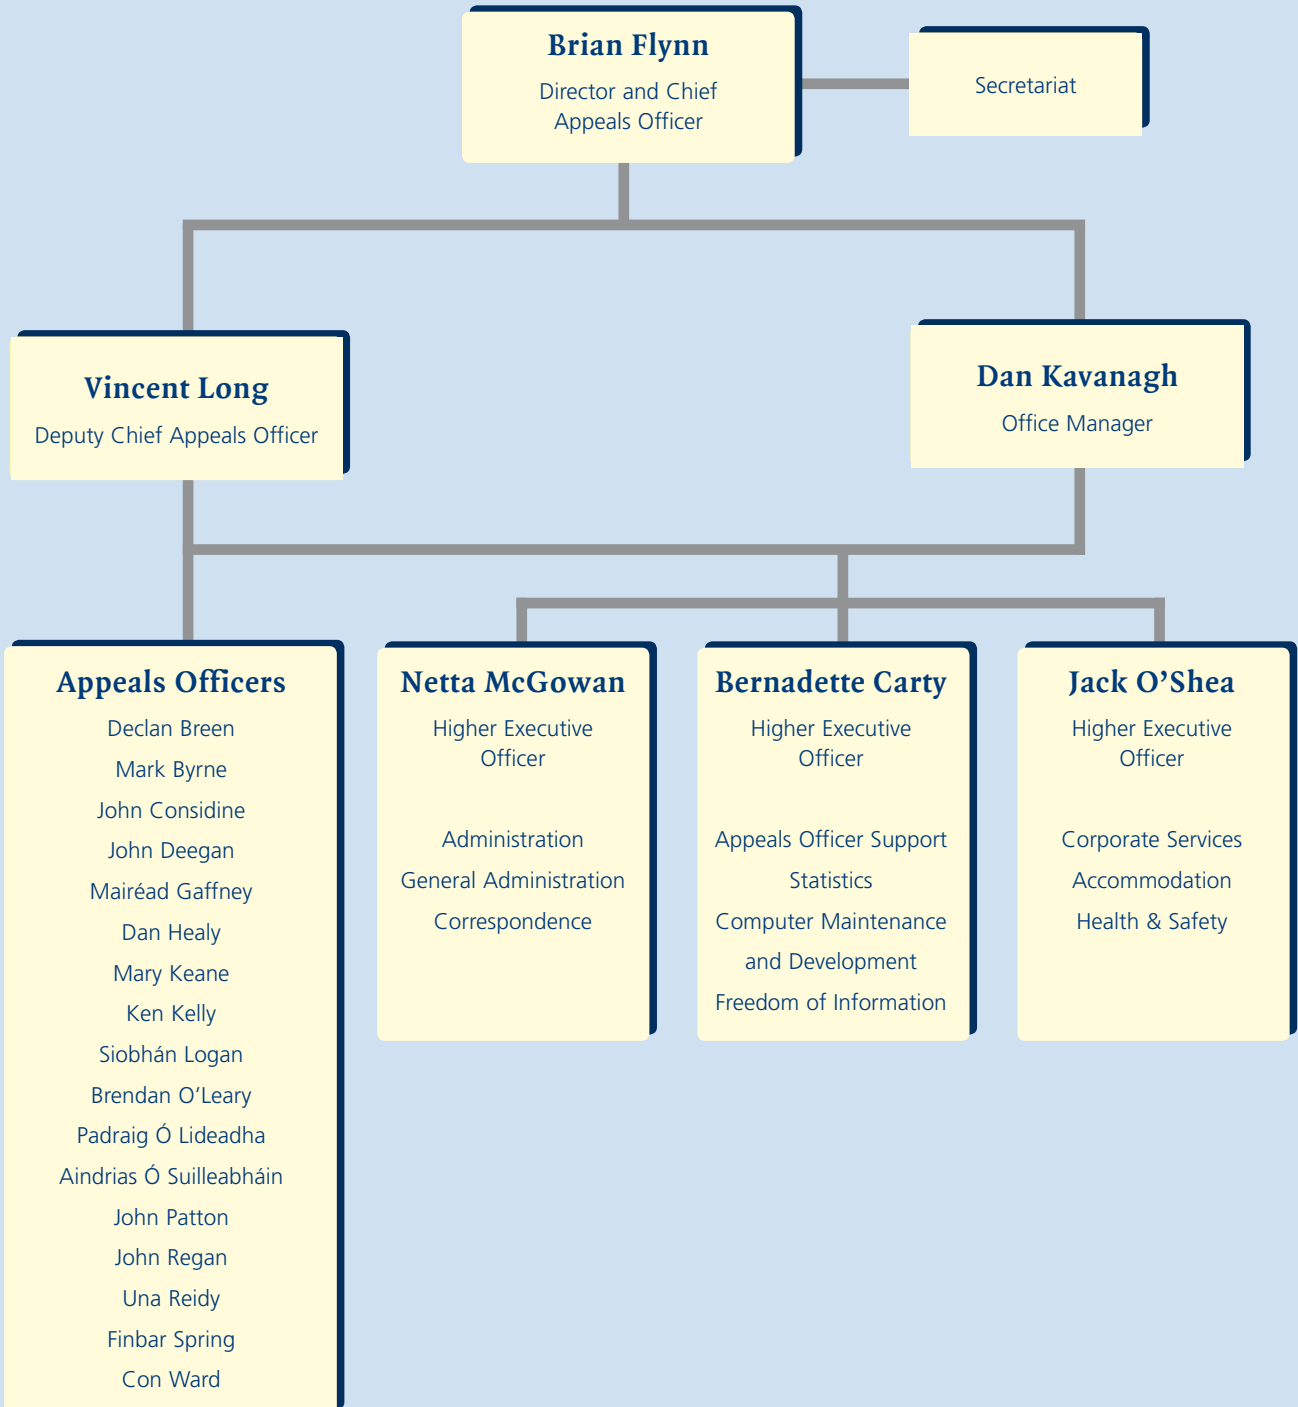 Brian Flynn
Director and Chief
Appeals Officer
Secretariat
Vincent Long
Deputy Chief Appeals Officer
Dan Kavanagh
Office Manager
Appeals Officers
Declan Breen
Mark Byrne
John Considine
John Deegan
Mairéad Gaffney
Dan Healy
Mary Keane
Ken Kelly
Siobhán Logan
Brendan O’Leary
Padraig Ó Lideadha
Aindrias Ó Suilleabháin
John Patton
John Regan
Una Reidy
Finbar Spring
Con Ward
Netta McGowan
Higher Executive
Officer
Administration
General Administration
Correspondence
Bernadette Carty
Higher Executive
Officer
Appeals Officer Support
Statistics
Computer Maintenance
and Development
Freedom of Information
Jack O’Shea
Higher Executive
Officer
Corporate Services
Accommodation
Health & Safety